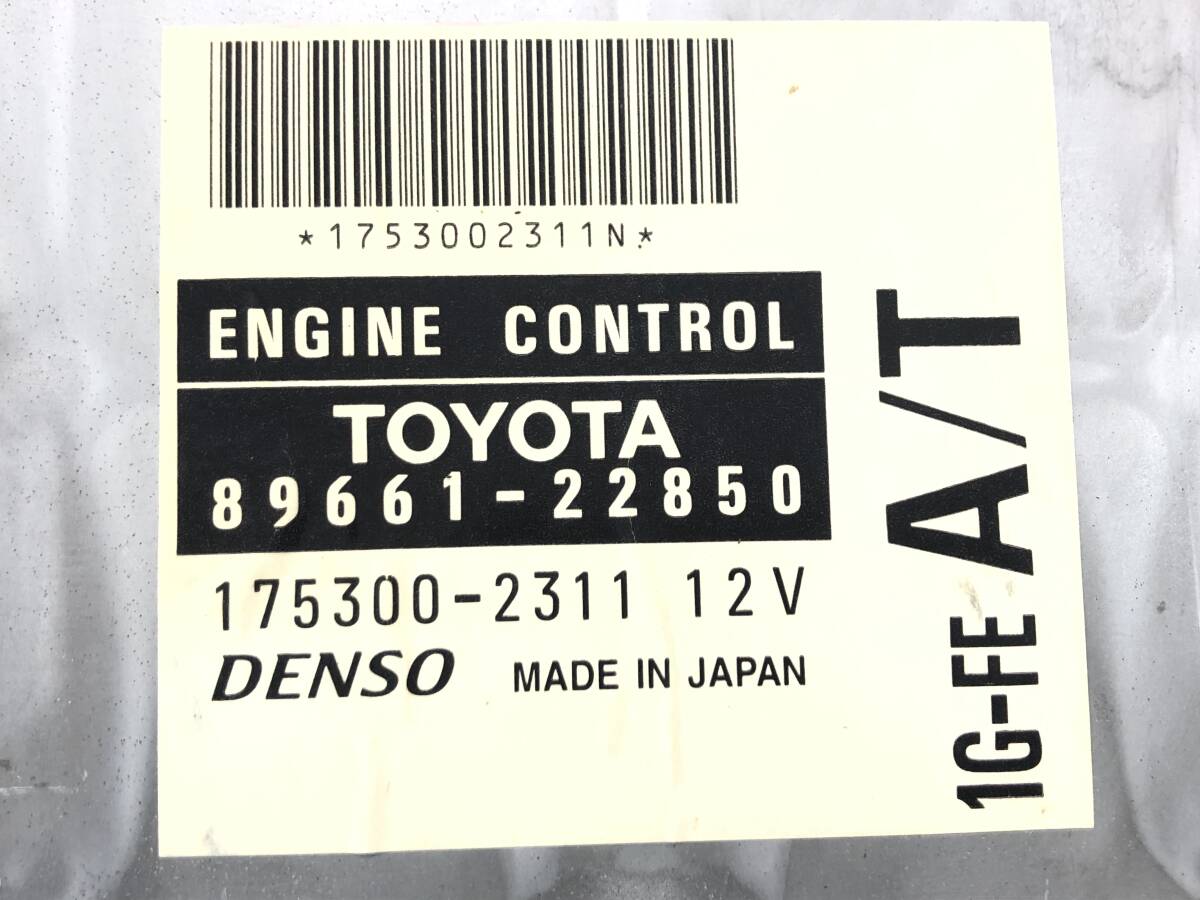 *1753002311N*
ENGINE CONTROL
TOYOTA
89661-22850
175300-2311 12V
DENSO MADE IN JAPAN
1G-FE A/T